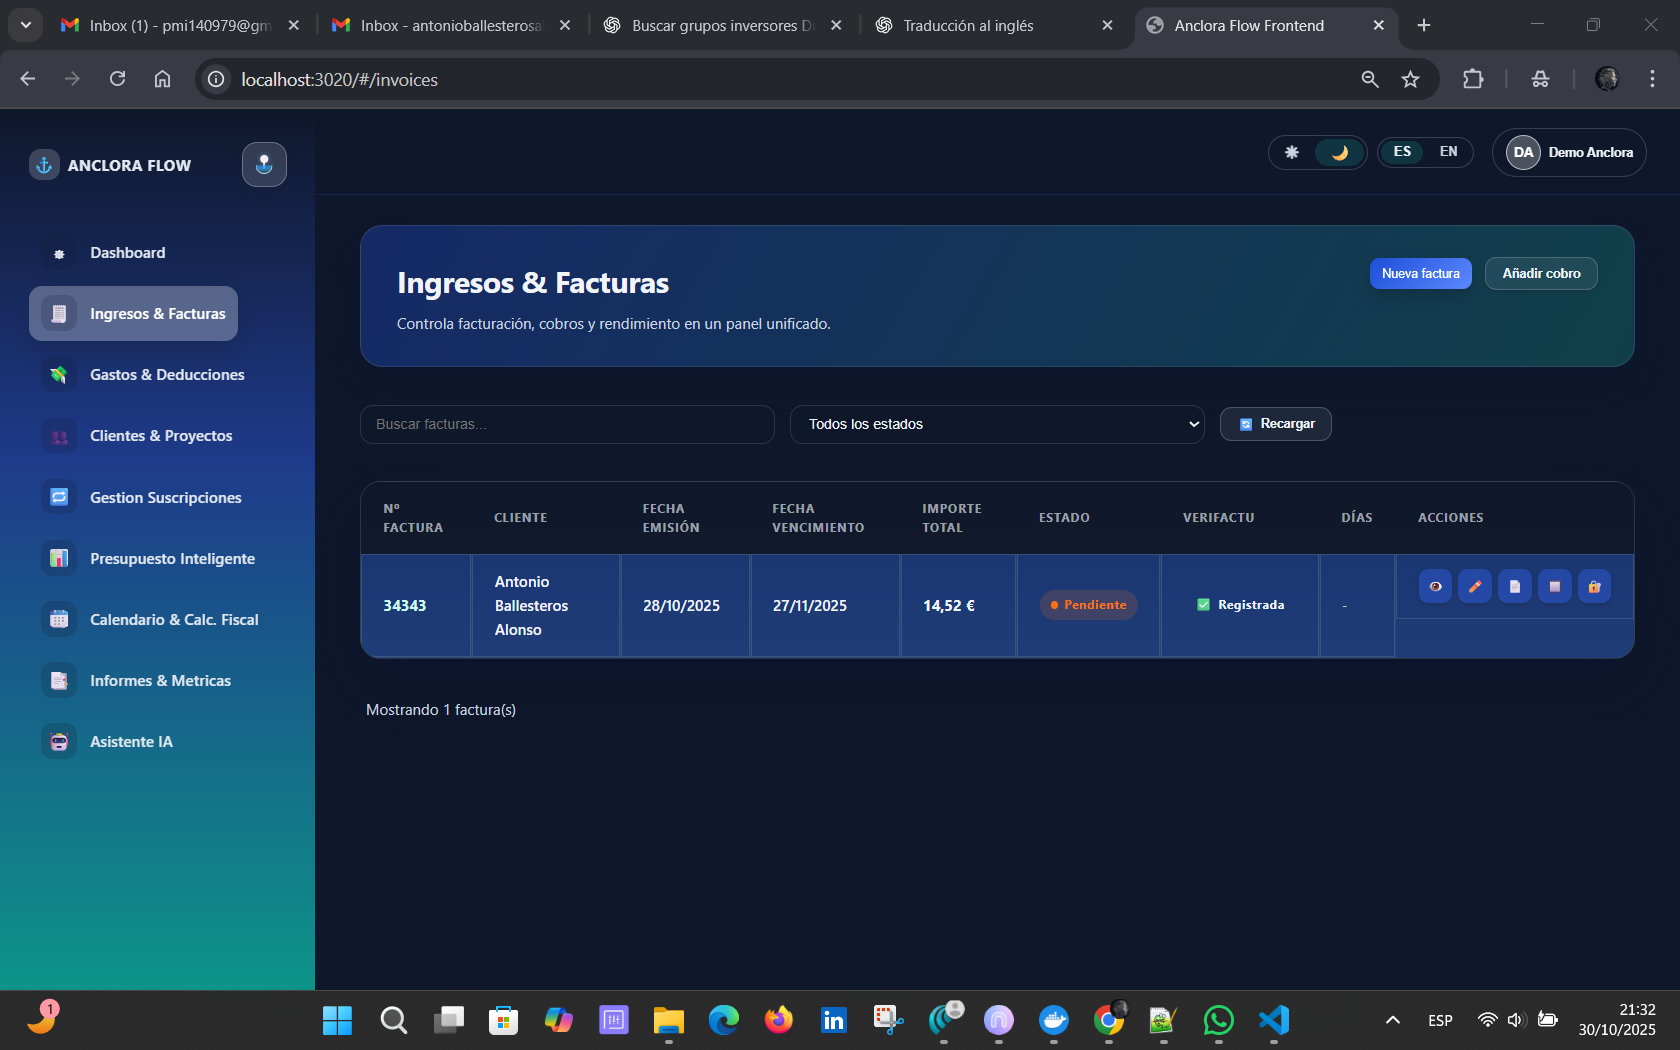 Inbox (1) - pmi140979@gm
Inbox - antonioballesterosa
Buscar grupos inversores D
Traducción al inglés
Anclora Flow Frontend
localhost:3020/#/invoices
ANCLORA FLOW
ES
EN
DA
Demo Anclora
Dashboard
Ingresos & Facturas
Gastos & Deducciones
Clientes & Proyectos
Gestion Suscripciones
Presupuesto Inteligente
Calendario & Calc. Fiscal
Informes & Metricas
Asistente IA
Ingresos & Facturas
Controla facturación, cobros y rendimiento en un panel unificado.
Nueva factura
Añadir cobro
Buscar facturas...
Todos los estados
Recargar
Nº FACTURA
CLIENTE
FECHA EMISIÓN
FECHA VENCIMIENTO
IMPORTE TOTAL
ESTADO
VERIFACTU
DÍAS
ACCIONES
34343
Antonio
Ballesteros
Alonso
28/10/2025
27/11/2025
14,52 €
Pendiente
Registrada
-
Mostrando 1 factura(s)
1
ESP
21:32
30/10/2025